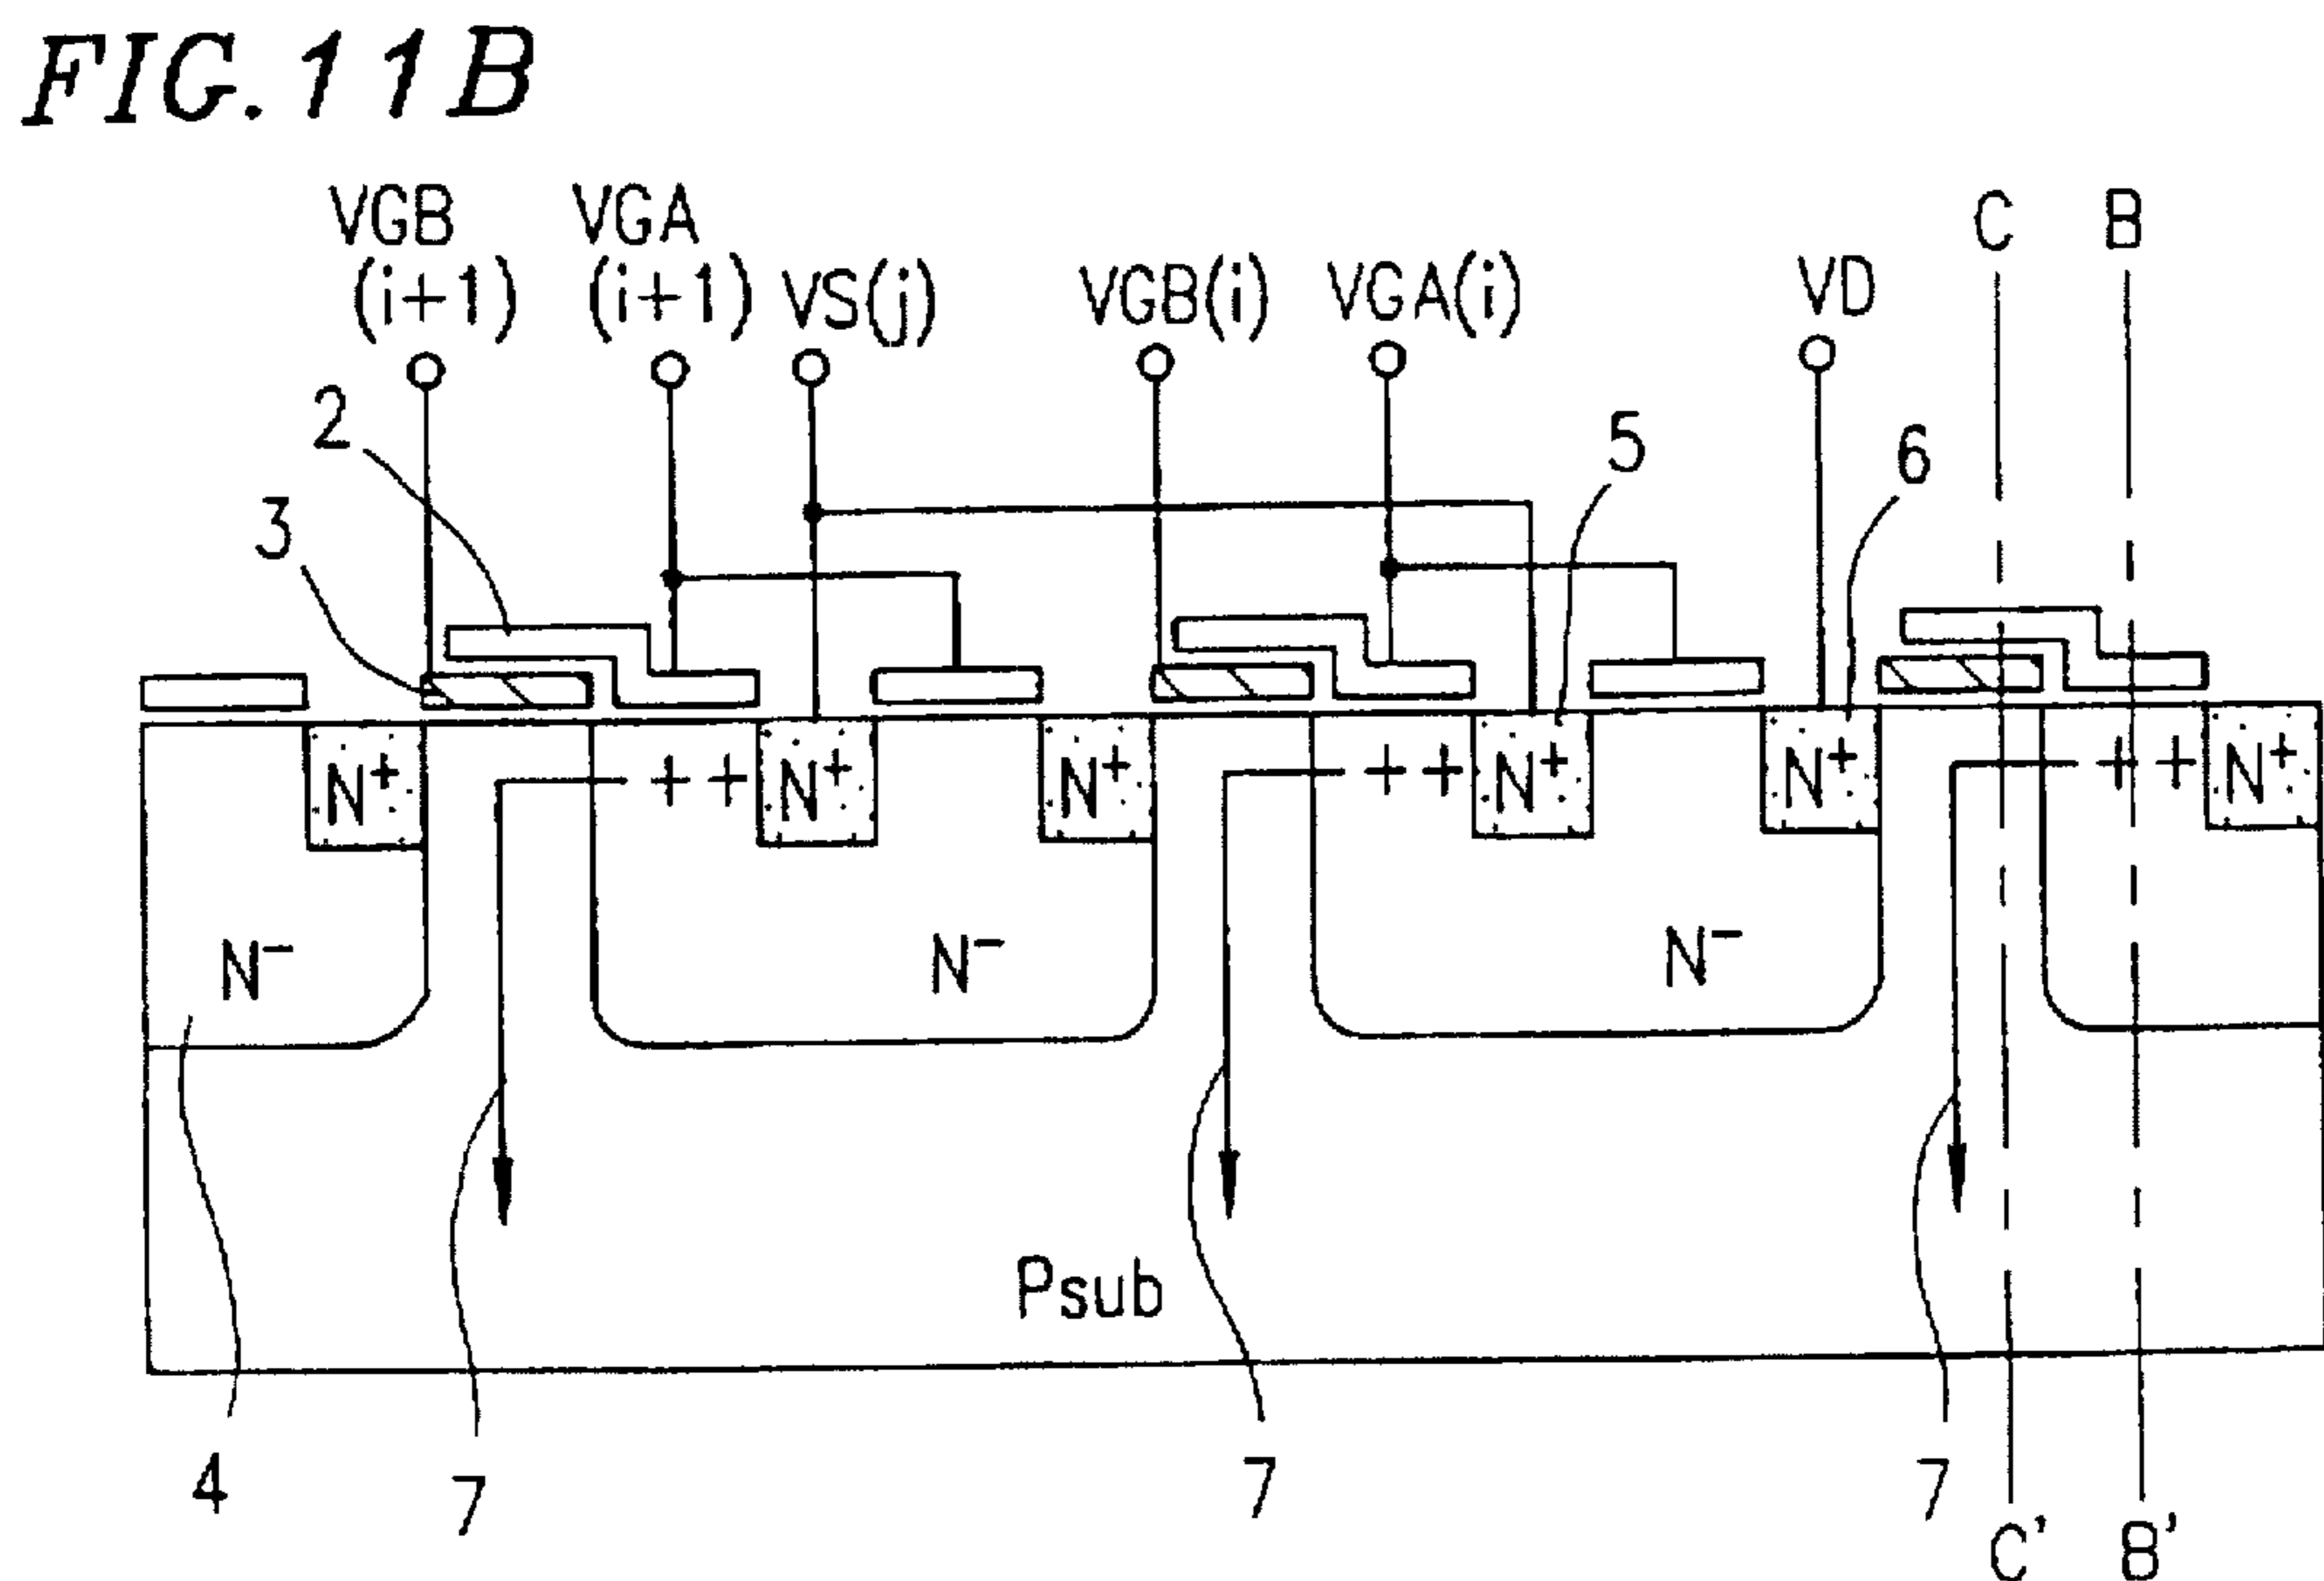 FIG. 11B
VGB (i+1)
VGA (i+1)
VS(j)
VGB(i)
VGA(i)
VD
C
B
2
3
5
6
N+
++
N+
N+
++
N+
N+
++
N+
N-
N-
N-
Psub
4
7
7
7
C'
B'